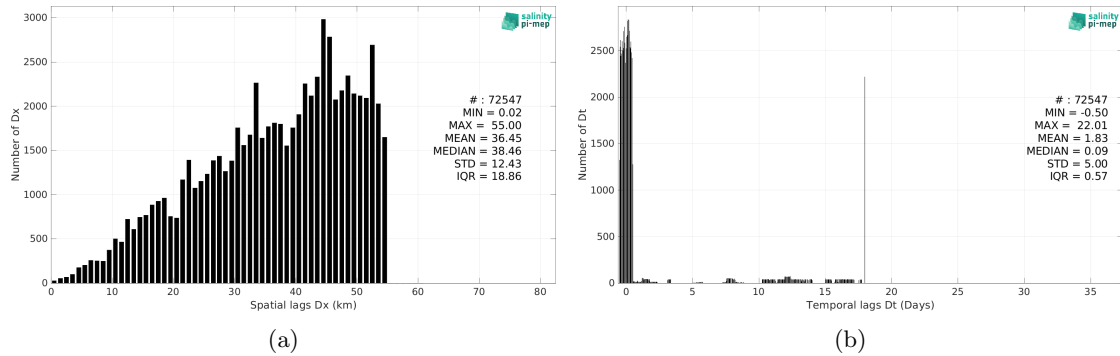 3000
2500
2000
1500
1000
500
0
Number of Dx
0 10 20 30 40 50 60 70 80
Spatial lags Dx (km)
salinity
pi-mep
# : 72547
MIN = 0.02
MAX = 55.00
MEAN = 36.45
MEDIAN = 38.46
STD = 12.43
IQR = 18.86
(a)
2500
2000
1500
1000
500
0
Number of Dt
0 5 10 15 20 25 30 35
Temporal lags Dt (Days)
salinity
pi-mep
# : 72547
MIN = -0.50
MAX = 22.01
MEAN = 1.83
MEDIAN = 0.09
STD = 5.00
IQR = 0.57
(b)